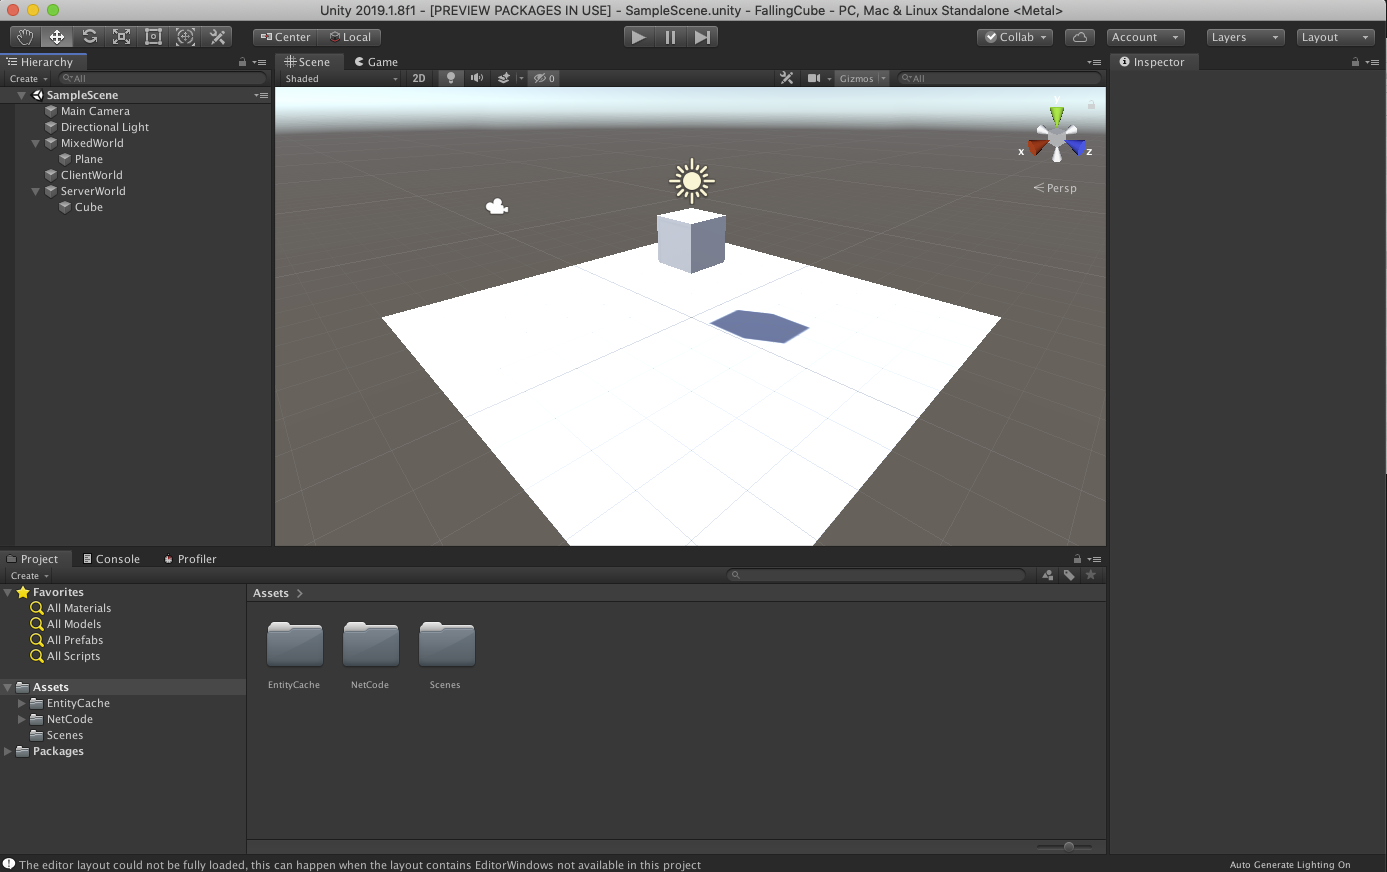 Unity 2019.1.8f1 - [PREVIEW PACKAGES IN USE] - SampleScene.unity - FallingCube - PC, Mac & Linux Standalone <Metal>
Center Local Collab Account Layers Layout
Hierarchy
Create All
SampleScene
Main Camera
Directional Light
MixedWorld
Plane
ClientWorld
ServerWorld
Cube
Scene Game
Shaded 2D 0 Gizmos All
y
x z
Persp
Inspector
Project Console Profiler
Create
Favorites
All Materials
All Models
All Prefabs
All Scripts
Assets
EntityCache
NetCode
Scenes
Packages
Assets
EntityCache NetCode Scenes
The editor layout could not be fully loaded, this can happen when the layout contains EditorWindows not available in this project
Auto Generate Lighting On